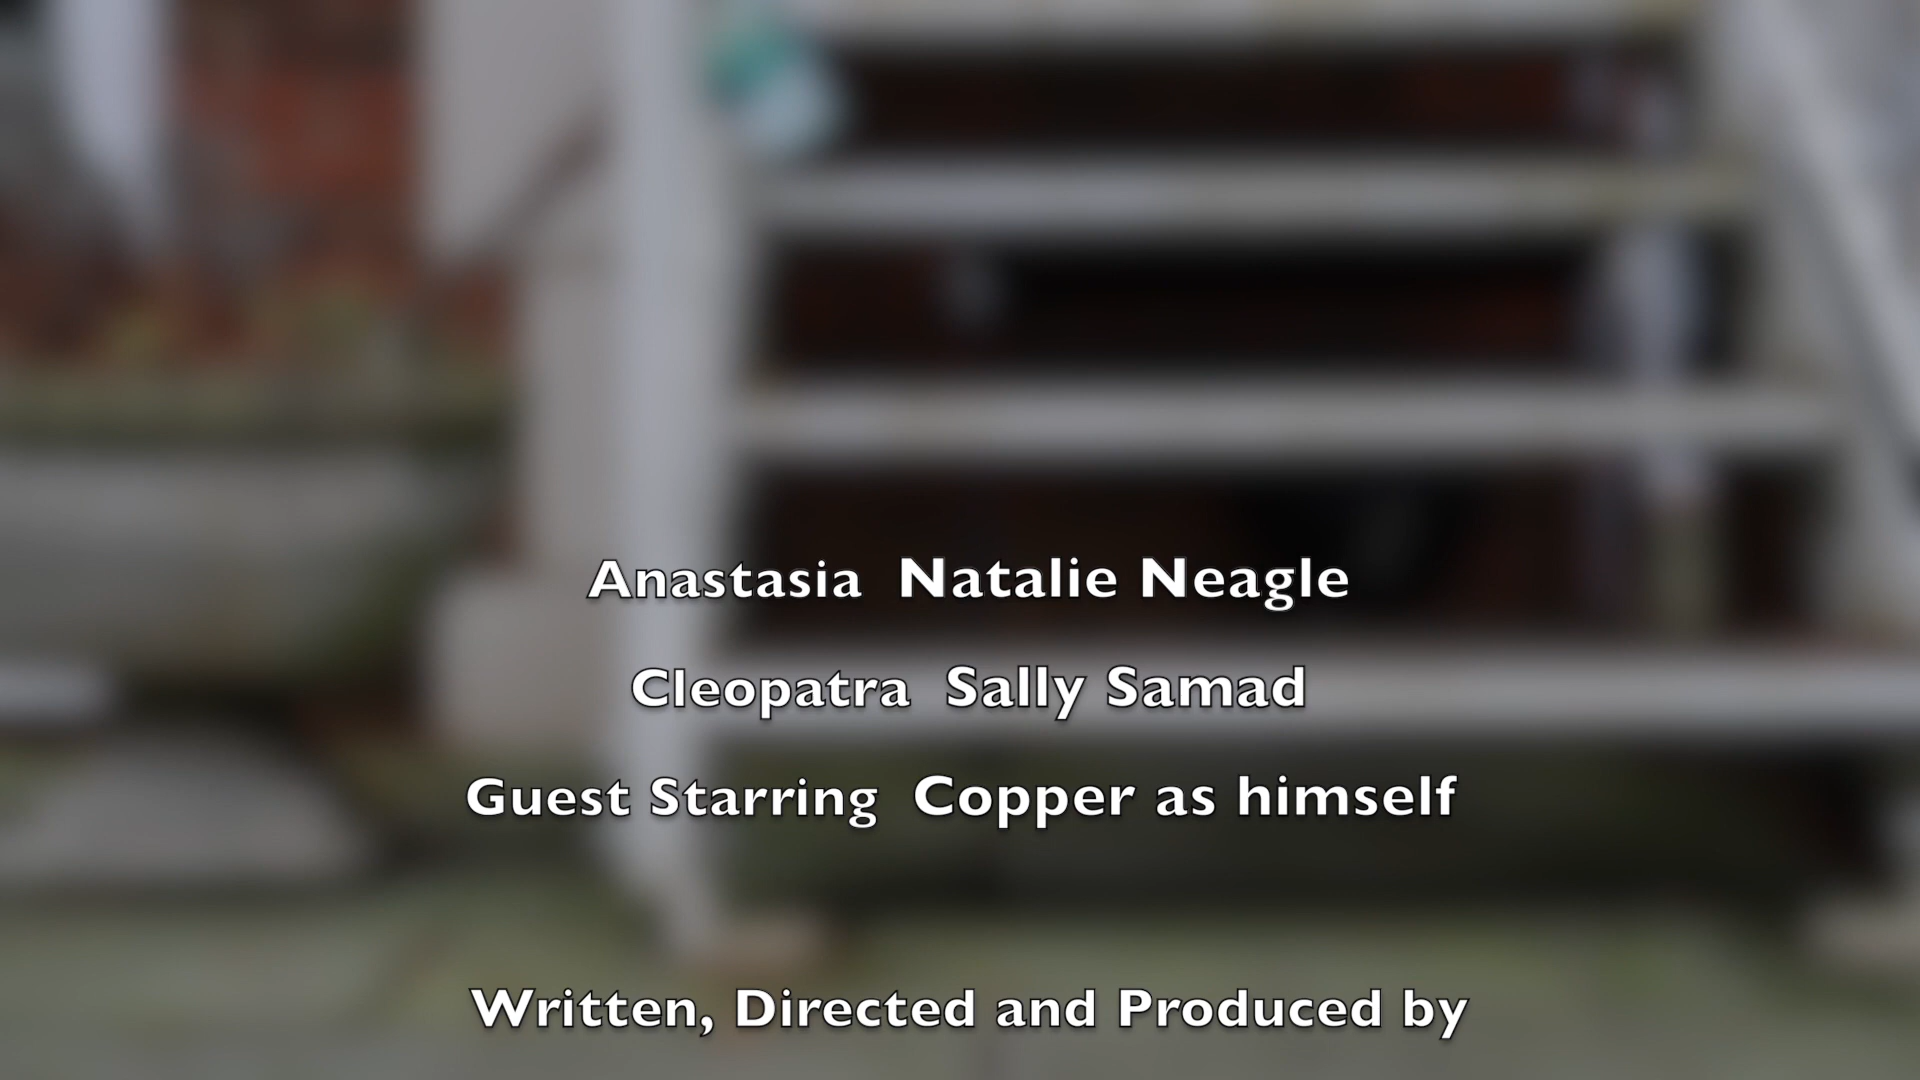 Anastasia Natalie Neagle
Cleopatra Sally Samad
Guest Starring Copper as himself
Written, Directed and Produced by